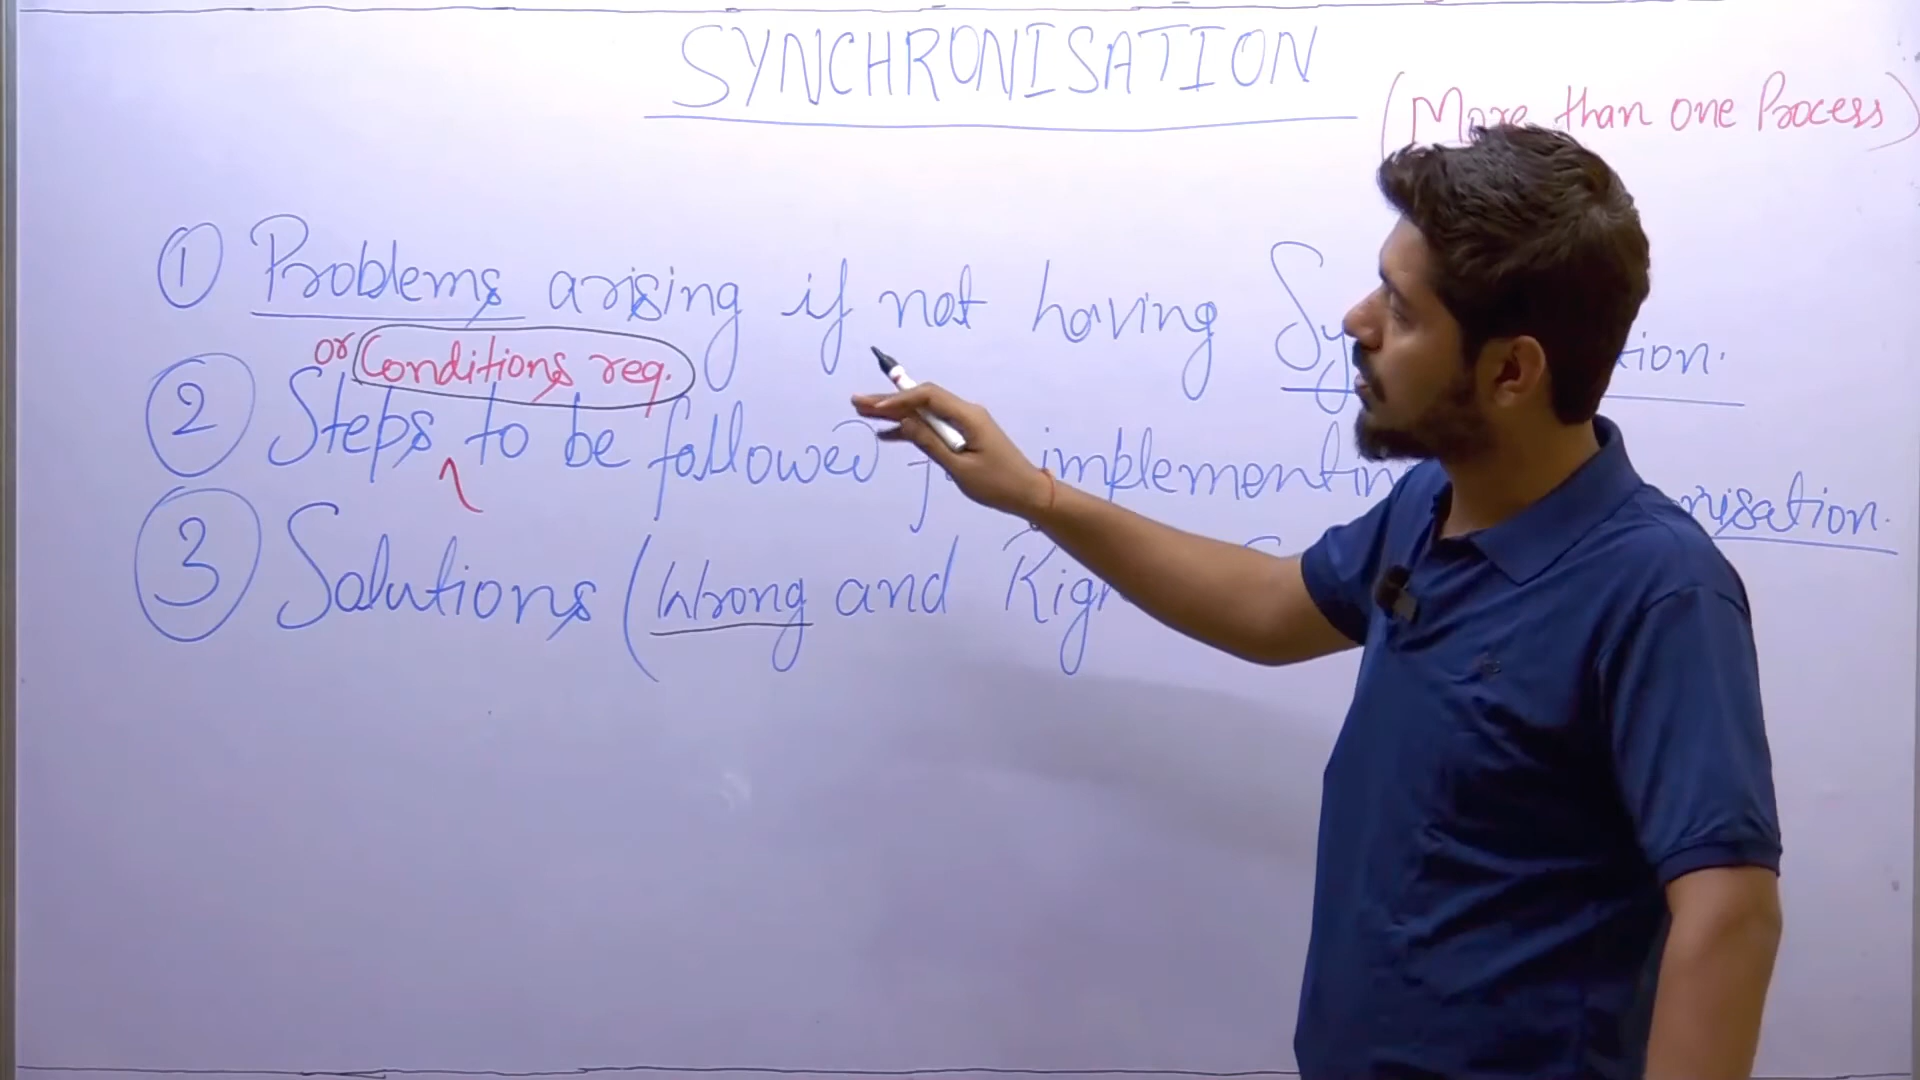 SYNCHRONISATION
(More than one Process)
① Problems arising if not having
or Conditions req.
② Steps ^ to be followed implementin
③ Solutions (Wrong and